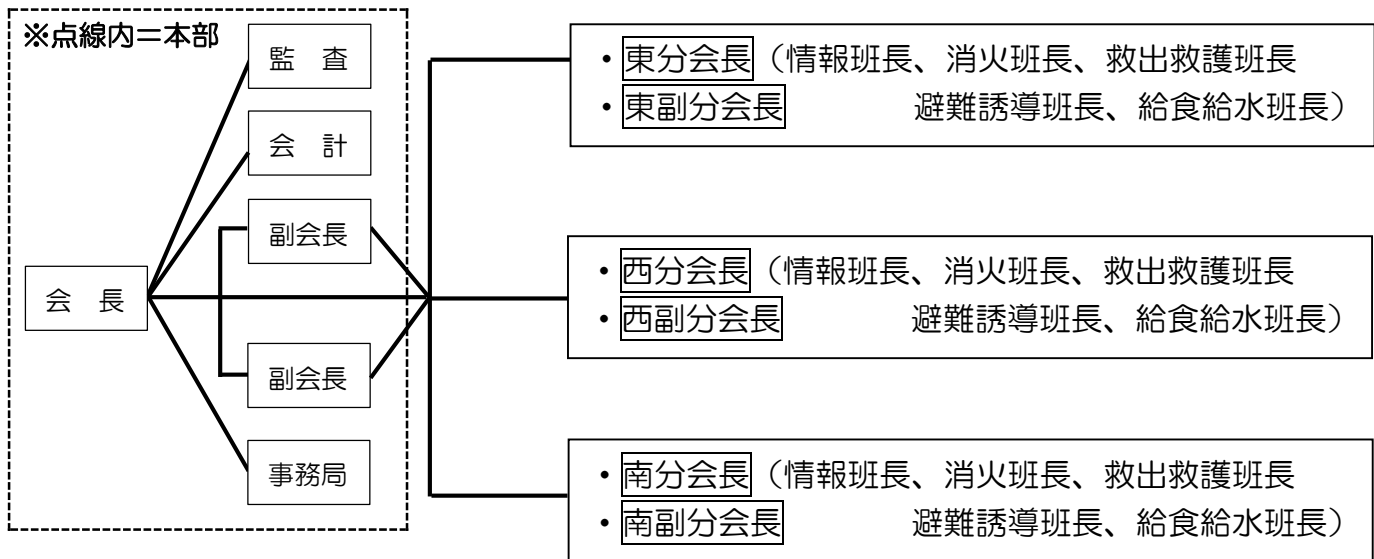 ※点線内＝本部
監　査
会　計
副会長
会　長
副会長
事務局
・東分会長（情報班長、消火班長、救出救護班長
・東副分会長　　　　避難誘導班長、給食給水班長）
・西分会長（情報班長、消火班長、救出救護班長
・西副分会長　　　　避難誘導班長、給食給水班長）
・南分会長（情報班長、消火班長、救出救護班長
・南副分会長　　　　避難誘導班長、給食給水班長）